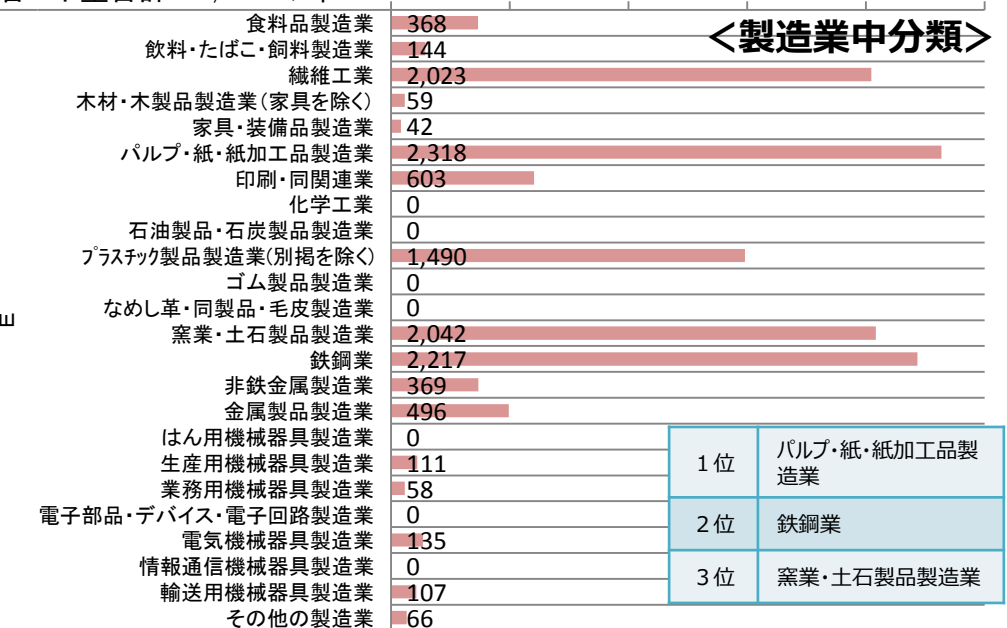 <製造業中分類>
食料品製造業 368
飲料・たばこ・飼料製造業 144
繊維工業 2,023
木材・木製品製造業(家具を除く) 59
家具・装備品製造業 42
パルプ・紙・紙加工品製造業 2,318
印刷・同関連業 603
化学工業 0
石油製品・石炭製品製造業 0
プラスチック製品製造業(別掲を除く) 1,490
ゴム製品製造業 0
なめし革・同製品・毛皮製造業 0
窯業・土石製品製造業 2,042
鉄鋼業 2,217
非鉄金属製造業 369
金属製品製造業 496
はん用機械器具製造業 0
生産用機械器具製造業 111
業務用機械器具製造業 58
電子部品・デバイス・電子回路製造業 0
電気機械器具製造業 135
情報通信機械器具製造業 0
輸送用機械器具製造業 107
その他の製造業 66
1位 パルプ・紙・紙加工品製
造業
2位 鉄鋼業
3位 窯業・土石製品製造業